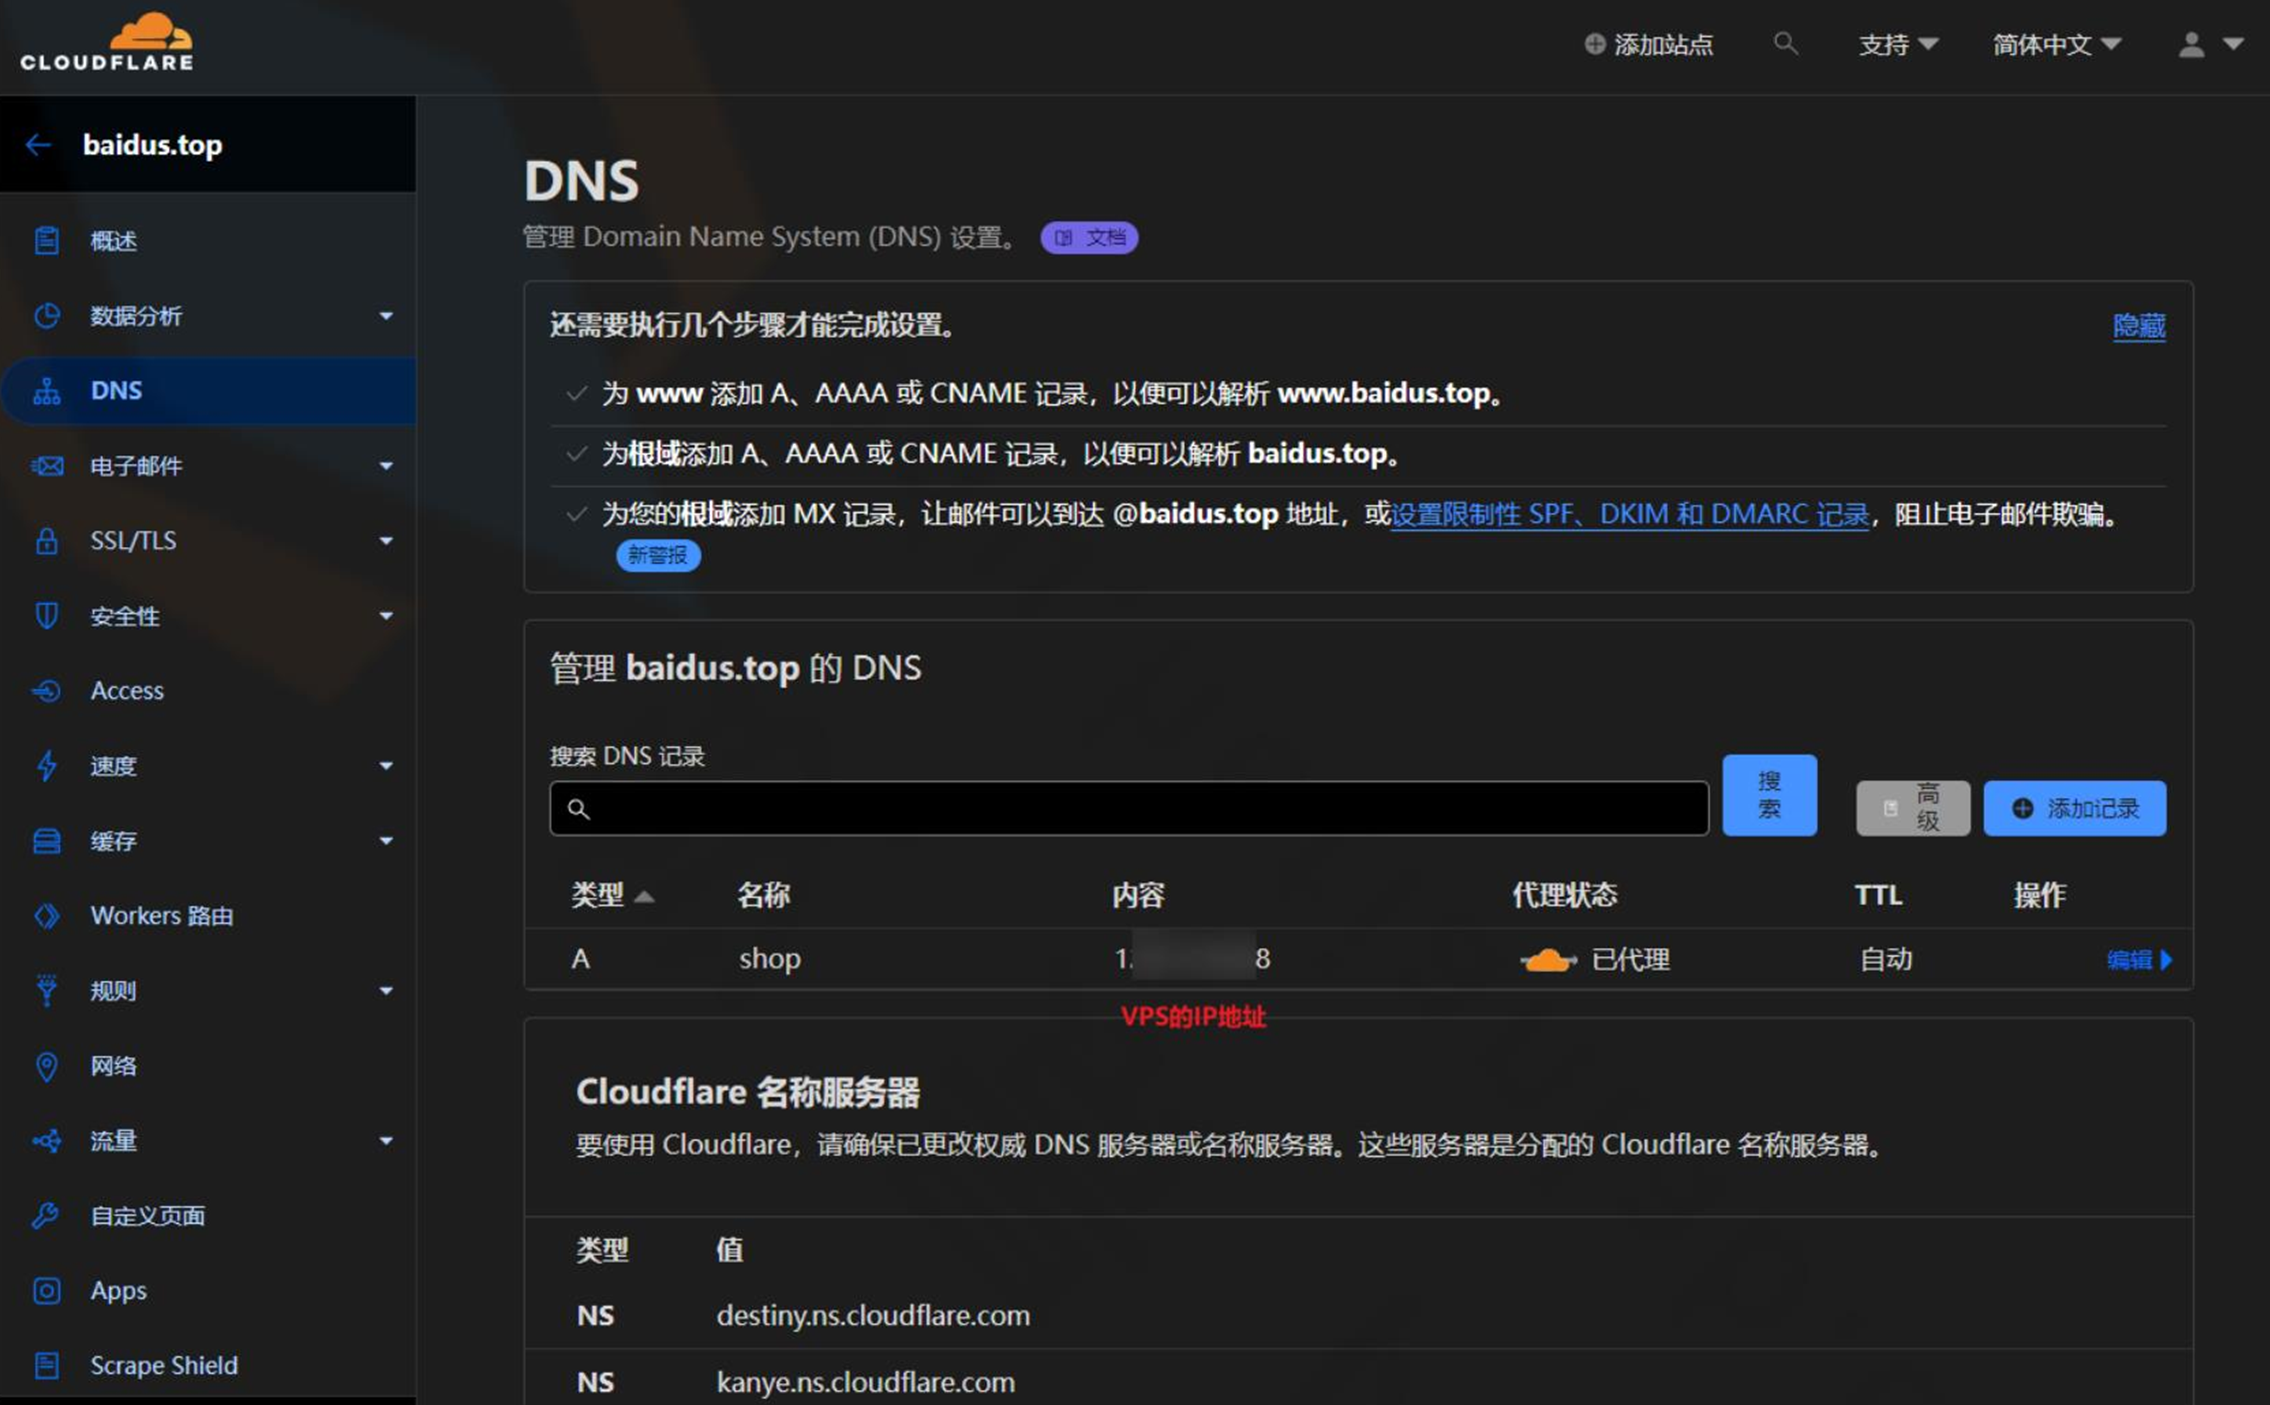 CLOUDFLARE
添加站点
支持
简体中文
baidus.top
概述
数据分析
DNS
电子邮件
SSL/TLS
安全性
Access
速度
缓存
Workers 路由
规则
网络
流量
自定义页面
Apps
Scrape Shield
DNS
管理 Domain Name System (DNS) 设置。 文档
还需要执行几个步骤才能完成设置。 隐藏
为 www 添加 A、AAAA 或 CNAME 记录，以便可以解析 www.baidus.top。
为根域添加 A、AAAA 或 CNAME 记录，以便可以解析 baidus.top。
为您的根域添加 MX 记录，让邮件可以到达 @baidus.top 地址，或设置限制性 SPF、DKIM 和 DMARC 记录，阻止电子邮件欺骗。
新警报
管理 baidus.top 的 DNS
搜索 DNS 记录
搜索
高级
添加记录
类型 名称 内容 代理状态 TTL 操作
A shop 已代理 自动 编辑
VPS的IP地址
Cloudflare 名称服务器
要使用 Cloudflare，请确保已更改权威 DNS 服务器或名称服务器。这些服务器是分配的 Cloudflare 名称服务器。
类型 值
NS destiny.ns.cloudflare.com
NS kanye.ns.cloudflare.com